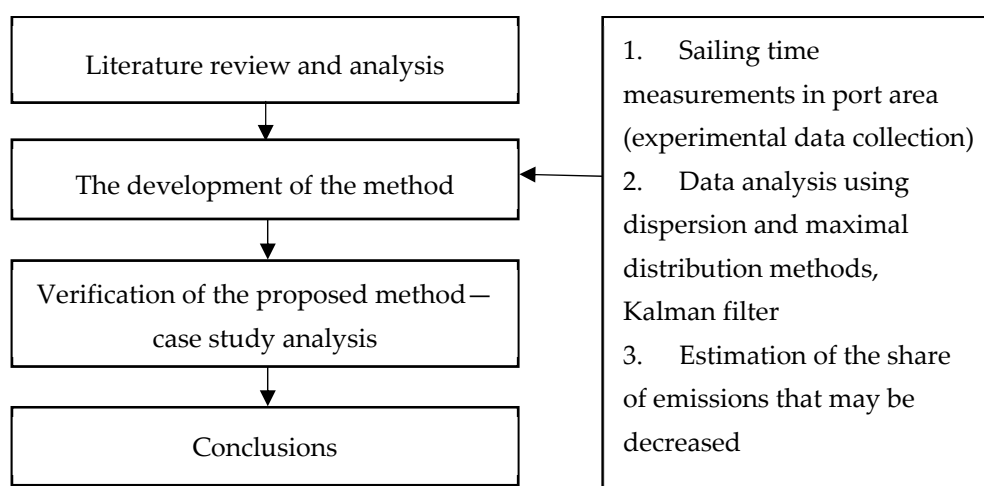 Literature review and analysis
The development of the method
Verification of the proposed method—
case study analysis
Conclusions
1. Sailing time
measurements in port area
(experimental data collection)
2. Data analysis using
dispersion and maximal
distribution methods,
Kalman filter
3. Estimation of the share
of emissions that may be
decreased